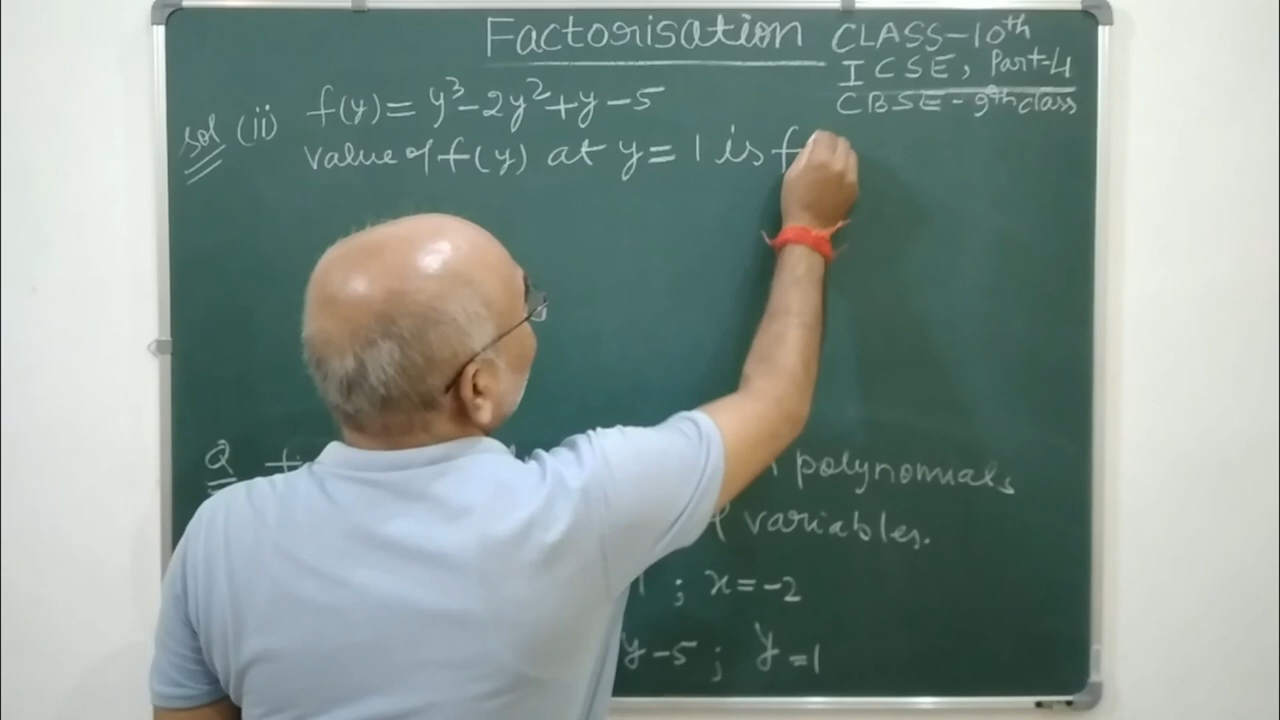 Factorisation
CLASS-10th
ICSE, Part-4
CBSE-9th class
Sol (ii) f(y) = y³-2y²+y-5
Value of f(y) at y=1 is f
Q polynomials
variables.
; x=-2
y-5; y=1